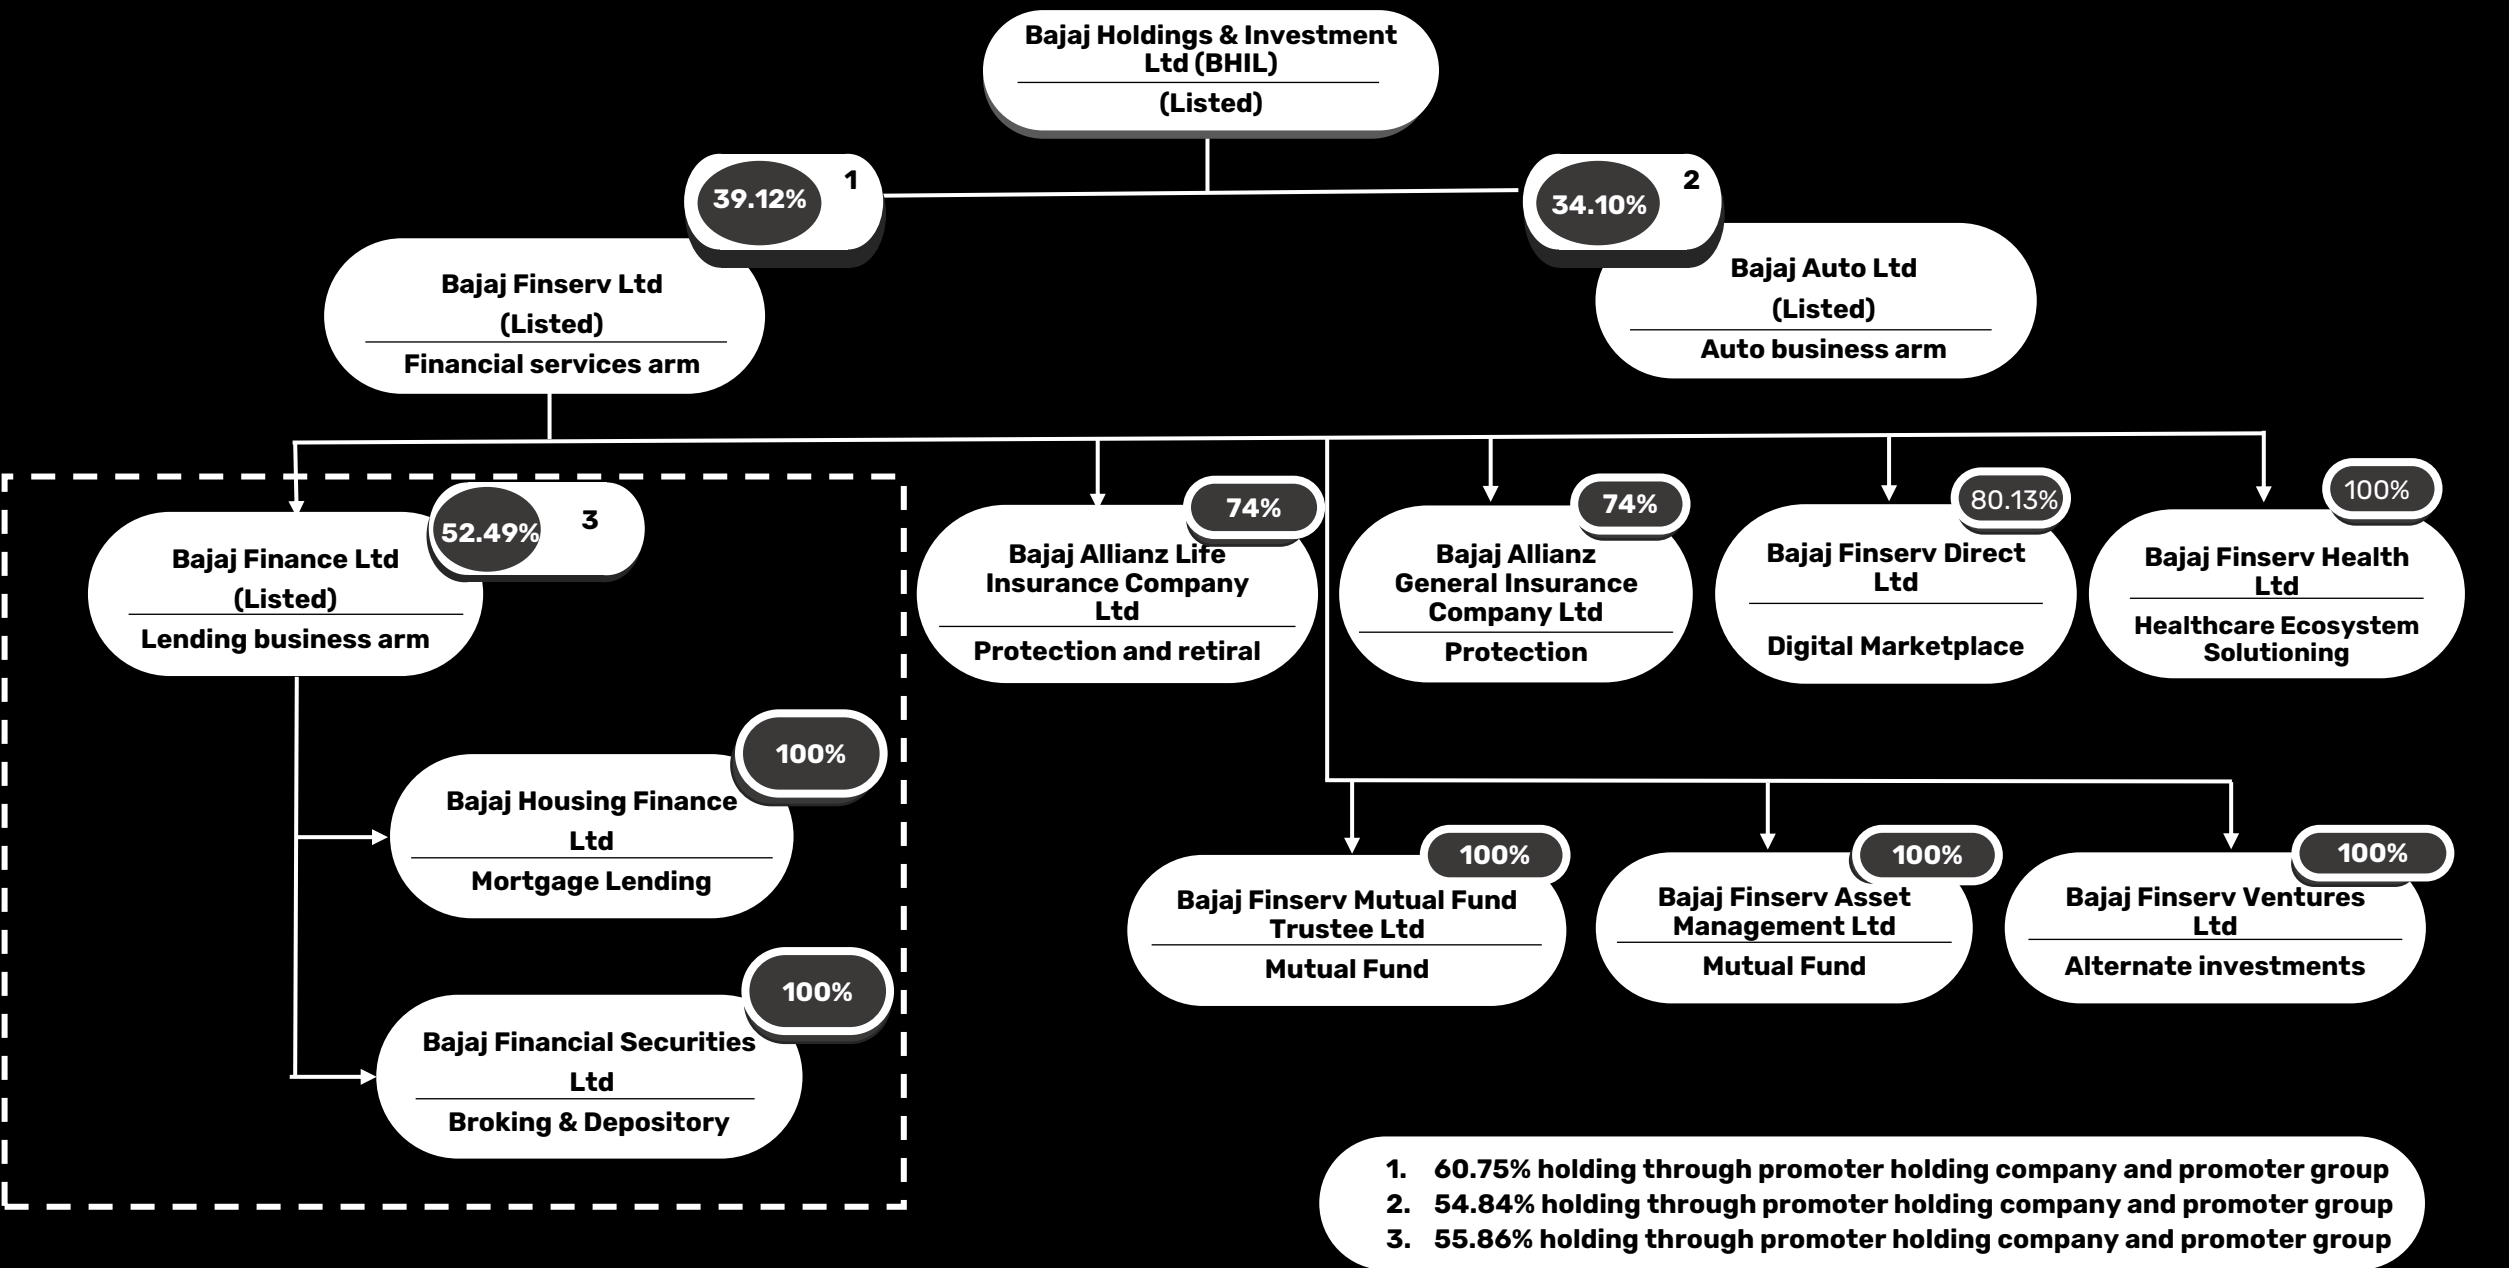 Bajaj Holdings & Investment
Ltd (BHIL)
(Listed)
39.12%
1
34.10%
2
Bajaj Finserv Ltd
(Listed)
Financial services arm
Bajaj Auto Ltd
(Listed)
Auto business arm
52.49%
3
Bajaj Finance Ltd
(Listed)
Lending business arm
74%
Bajaj Allianz Life
Insurance Company
Ltd
Protection and retiral
74%
Bajaj Allianz
General Insurance
Company Ltd
Protection
80.13%
Bajaj Finserv Direct
Ltd
Digital Marketplace
100%
Bajaj Finserv Health
Ltd
Healthcare Ecosystem
Solutioning
100%
Bajaj Housing Finance
Ltd
Mortgage Lending
100%
Bajaj Financial Securities
Ltd
Broking & Depository
100%
Bajaj Finserv Mutual Fund
Trustee Ltd
Mutual Fund
100%
Bajaj Finserv Asset
Management Ltd
Mutual Fund
100%
Bajaj Finserv Ventures
Ltd
Alternate investments
1. 60.75% holding through promoter holding company and promoter group
2. 54.84% holding through promoter holding company and promoter group
3. 55.86% holding through promoter holding company and promoter group